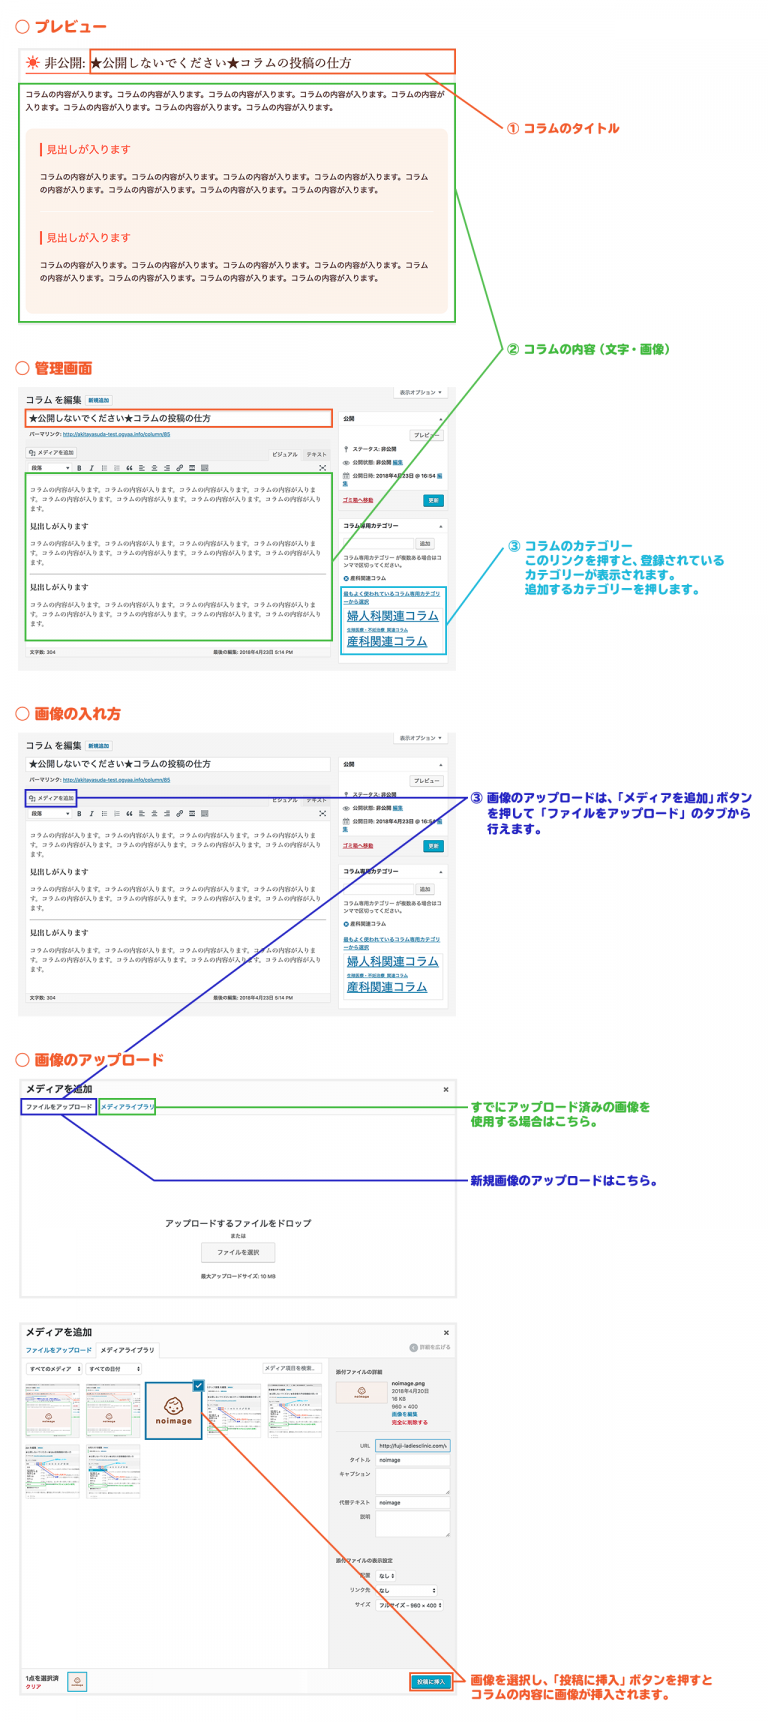 ○ プレビュー
非公開: ★公開しないでください★コラムの投稿の仕方
コラムの内容が入ります。コラムの内容が入ります。コラムの内容が入ります。コラムの内容が入ります。コラムの内容が
入ります。コラムの内容が入ります。コラムの内容が入ります。コラムの内容が入ります。
① コラムのタイトル
見出しが入ります
コラムの内容が入ります。コラムの内容が入ります。コラムの内容が入ります。コラムの内容が入ります。コラム
の内容が入ります。コラムの内容が入ります。コラムの内容が入ります。コラムの内容が入ります。
見出しが入ります
コラムの内容が入ります。コラムの内容が入ります。コラムの内容が入ります。コラムの内容が入ります。コラム
の内容が入ります。コラムの内容が入ります。コラムの内容が入ります。コラムの内容が入ります。
② コラムの内容（文字・画像）
○ 管理画面
表示オプション ▼
コラム を編集 新規追加
★公開しないでください★コラムの投稿の仕方
パーマリンク: http://akitayasuda-test.ogyaa.info/column/85
メディアを追加
ビジュアル テキスト
段落
コラムの内容が入ります。コラムの内容が入ります。コラムの内容が入ります。コラムの内容が入りま
す。コラムの内容が入ります。コラムの内容が入ります。コラムの内容が入ります。コラムの内容が入り
ます。
見出しが入ります
コラムの内容が入ります。コラムの内容が入ります。コラムの内容が入ります。コラムの内容が入りま
す。コラムの内容が入ります。コラムの内容が入ります。コラムの内容が入ります。コラムの内容が入り
ます。
見出しが入ります
コラムの内容が入ります。コラムの内容が入ります。コラムの内容が入ります。コラムの内容が入りま
す。コラムの内容が入ります。コラムの内容が入ります。コラムの内容が入ります。コラムの内容が入り
ます。
文字数: 304
最後の編集: 2018年4月23日 5:14 PM
公開
プレビュー
ステータス: 非公開
公開状態: 非公開 編集
公開日時: 2018年4月23日 @ 16:54 編
集
ゴミ箱へ移動
更新
コラム専用カテゴリー
追加
コラム専用カテゴリー が複数ある場合はコ
ンマで区切ってください。
産科関連コラム
最もよく使われているコラム専用カテゴリ
ーから選択
婦人科関連コラム
産科関連コラム
③ コラムのカテゴリー
このリンクを押すと、登録されている
カテゴリーが表示されます。
追加するカテゴリーを押します。
○ 画像の入れ方
表示オプション ▼
コラム を編集 新規追加
★公開しないでください★コラムの投稿の仕方
パーマリンク: http://akitayasuda-test.ogyaa.info/column/85
メディアを追加
ビジュアル テキスト
段落
コラムの内容が入ります。コラムの内容が入ります。コラムの内容が入ります。コラムの内容が入りま
す。コラムの内容が入ります。コラムの内容が入ります。コラムの内容が入ります。コラムの内容が入り
ます。
見出しが入ります
コラムの内容が入ります。コラムの内容が入ります。コラムの内容が入ります。コラムの内容が入りま
す。コラムの内容が入ります。コラムの内容が入ります。コラムの内容が入ります。コラムの内容が入り
ます。
見出しが入ります
コラムの内容が入ります。コラムの内容が入ります。コラムの内容が入ります。コラムの内容が入りま
す。コラムの内容が入ります。コラムの内容が入ります。コラムの内容が入ります。コラムの内容が入り
ます。
文字数: 304
最後の編集: 2018年4月23日 5:14 PM
公開
プレビュー
ステータス: 非公開
公開状態: 非公開 編集
公開日時: 2018年4月23日 @ 16:54 編
集
ゴミ箱へ移動
更新
コラム専用カテゴリー
追加
コラム専用カテゴリー が複数ある場合はコ
ンマで区切ってください。
産科関連コラム
最もよく使われているコラム専用カテゴリ
ーから選択
婦人科関連コラム
産科関連コラム
③ 画像のアップロードは、「メディアを追加」ボタン
を押して「ファイルをアップロード」のタブから
行えます。
○ 画像のアップロード
メディアを追加
ファイルをアップロード メディアライブラリ
すでにアップロード済みの画像を
使用する場合はこちら。
新規画像のアップロードはこちら。
アップロードするファイルをドロップ
または
ファイルを選択
最大アップロードサイズ: 10 MB
メディアを追加
ファイルをアップロード メディアライブラリ
詳細を広げる
すべてのメディア すべての日付
メディア項目を検索...
noimage
添付ファイルの詳細
noimage.png
2018年4月20日
16 KB
960 × 400
画像を編集
完全に削除する
URL http://fuji-ladiesclinic.com/v
タイトル noimage
キャプション
代替テキスト noimage
説明
添付ファイルの表示設定
配置 なし
リンク先 なし
サイズ フルサイズ – 960 × 400
1点を選択済
クリア
投稿に挿入
画像を選択し、「投稿に挿入」ボタンを押すと
コラムの内容に画像が挿入されます。